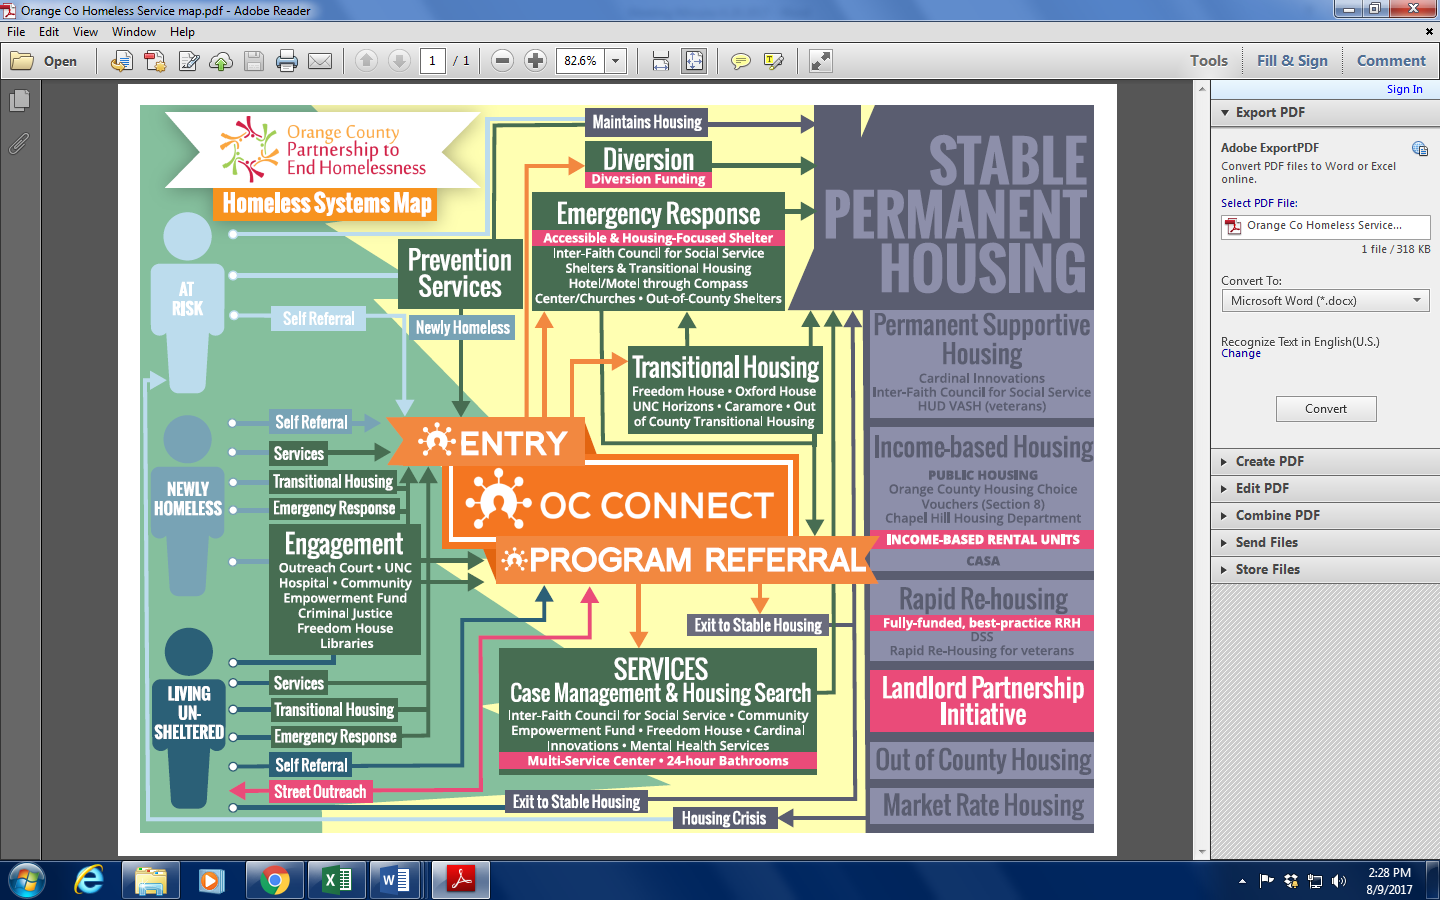 Orange Co Homeless Service map.pdf - Adobe Reader
File Edit View Window Help
Open
1 / 1
82.6%
Tools
Fill & Sign
Comment
Sign In
Export PDF
Adobe ExportPDF
Convert PDF files to Word or Excel
online.
Select PDF File:
Orange Co Homeless Service...
1 file / 318 KB
Convert To:
Microsoft Word (*.docx)
Recognize Text in English(U.S.)
Change
Convert
Create PDF
Edit PDF
Combine PDF
Send Files
Store Files
Orange County
Partnership to
End Homelessness
Homeless Systems Map
AT
RISK
Self Referral
Prevention
Services
Newly Homeless
Maintains Housing
Diversion
Diversion Funding
Emergency Response
Accessible & Housing-Focused Shelter
Inter-Faith Council for Social Service
Shelters & Transitional Housing
Hotel/Motel through Compass
Center/Churches • Out-of-County Shelters
Transitional Housing
Freedom House • Oxford House
UNC Horizons • Caramore • Out
of County Transitional Housing
NEWLY
HOMELESS
Self Referral
Services
Transitional Housing
Emergency Response
Engagement
Outreach Court • UNC
Hospital • Community
Empowerment Fund
Criminal Justice
Freedom House
Libraries
ENTRY
OC CONNECT
PROGRAM REFERRAL
Exit to Stable Housing
SERVICES
Case Management & Housing Search
Inter-Faith Council for Social Service • Community
Empowerment Fund • Freedom House • Cardinal
Innovations • Mental Health Services
Multi-Service Center • 24-hour Bathrooms
LIVING
UN-
SHELTERED
Services
Transitional Housing
Emergency Response
Self Referral
Street Outreach
Exit to Stable Housing
Housing Crisis
STABLE
PERMANENT
HOUSING
Permanent Supportive
Housing
Cardinal Innovations
Inter-Faith Council for Social Service
HUD VASH (veterans)
Income-based Housing
PUBLIC HOUSING
Orange County Housing Choice
Vouchers (Section 8)
Chapel Hill Housing Department
INCOME-BASED RENTAL UNITS
CASA
Rapid Re-housing
Fully-funded, best-practice RRH
DSS
Rapid Re-Housing for veterans
Landlord Partnership
Initiative
Out of County Housing
Market Rate Housing
2:28 PM
8/9/2017